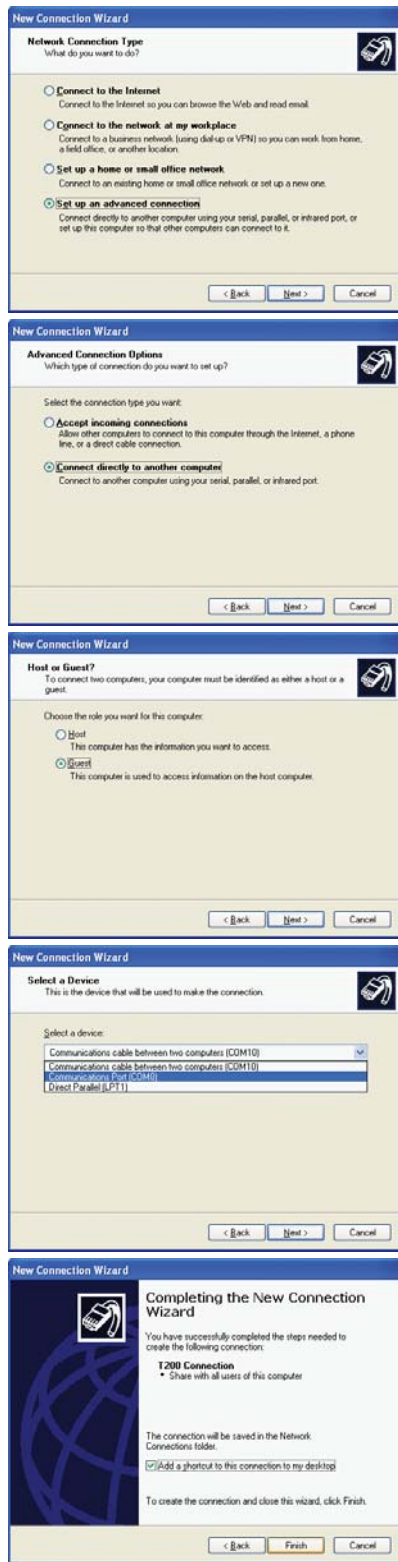 New Connection Wizard
Network Connection Type
What do you want to do?
Connect to the Internet
Connect to the Internet so you can browse the Web and read email.
Connect to the network at my workplace
Connect to a business network (using dial-up or VPN) so you can work from home,
a field office, or another location.
Set up a home or small office network
Connect to an existing home or small office network or set up a new one.
Set up an advanced connection
Connect directly to another computer using your serial, parallel, or infrared port, or
set up this computer so that other computers can connect to it.
< Back Next > Cancel
New Connection Wizard
Advanced Connection Options
Which type of connection do you want to set up?
Select the connection type you want:
Accept incoming connections
Allow other computers to connect to this computer through the Internet, a phone
line, or a direct cable connection.
Connect directly to another computer
Connect to another computer using your serial, parallel, or infrared port.
< Back Next > Cancel
New Connection Wizard
Host or Guest?
To connect two computers, your computer must be identified as either a host or a
guest.
Choose the role you want for this computer:
Host
This computer has the information you want to access.
Guest
This computer is used to access information on the host computer.
< Back Next > Cancel
New Connection Wizard
Select a Device
This is the device that will be used to make the connection.
Select a device:
Communications cable between two computers (COM10)
Communications cable between two computers (COM10)
Communications Port
Direct Parallel (LPT1)
< Back Next > Cancel
New Connection Wizard
Completing the New Connection
Wizard
You have successfully completed the steps needed to
create the following connection:
T200 Connection
• Share with all users of this computer
The connection will be saved in the Network
Connections folder.
Add a shortcut to this connection to my desktop
To create the connection and close this wizard, click Finish.
< Back Finish Cancel